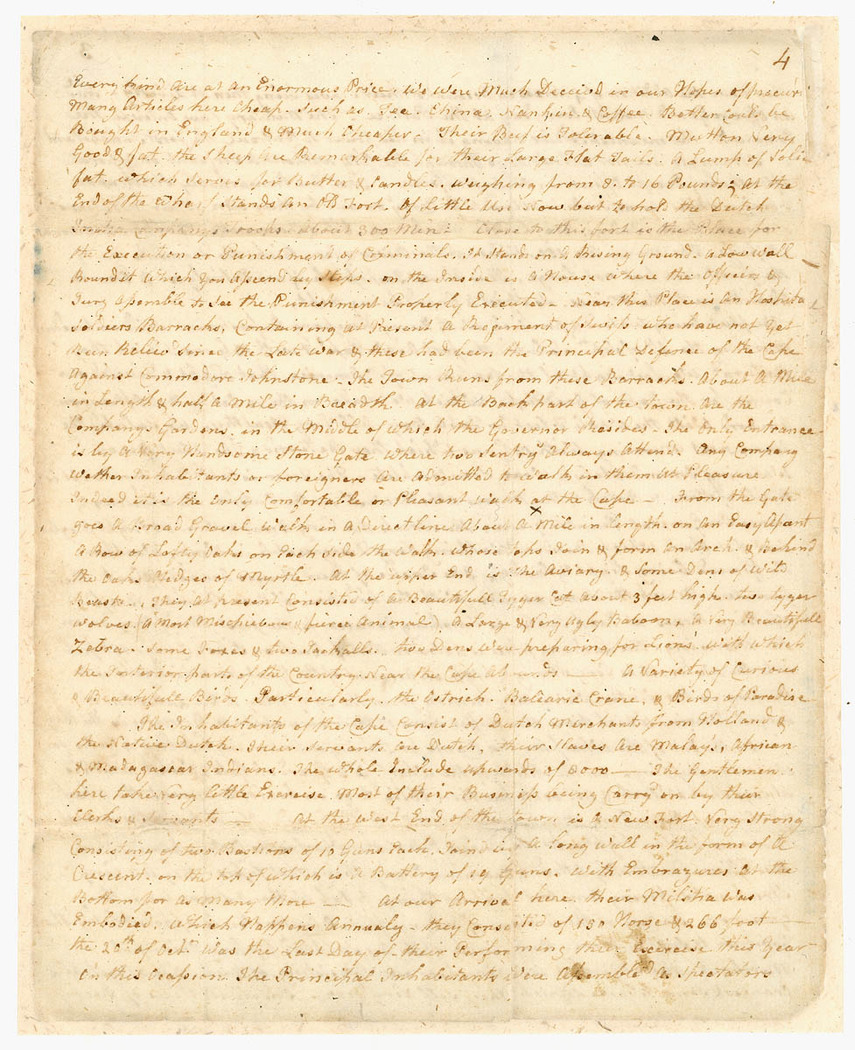 4
Every kind are at an Enormous Price. We were Much Deceived in our Hopes of procur
Many Articles here Cheap. Such as. Tea. China, Nankin & Coffee. Better Could be
Bought in England & Much Cheaper - Their Beef is Tolerable. Mutton Very
Good & fat, the Sheep are Remarkable for their Large Flat Tails. A Lump of Solid
fat. which Serves for Butter & Candles. weighing from 8. to 16 Pounds, At the
End of the Wharf Stands An Old Fort. Of Little Use Now but to hold the Dutch
India Companys Troops. about 300 Men. Close to this fort is the Place for
the Execution or Punishment of Criminals. It Stands on A Rising Ground. A Low Wall
Round it which You Ascend by Steps. on the Inside is A House where the Officers &
Jury Assemble to See the Punishment Properly Executed - Near this Place is An Hospital
Soldiers Barracks, Containing at Present A Regiment of Swiss who have not Yet
Been Reliev'd Since the Late War & these had been the Principal Defence of the Cape
Against Commodore Johnstone. The Town Runs from these Barracks. About A Mile
in Length & half A Mile in Breadth. At the Back part of the Town Are the
Companys Gardens. in the Middle of which the Governor Resides - The Only Entrance
is by A Very Handsome Stone Gate where two Sentrys Always Attend. Any Company
Wether Inhabitants or foreigners Are Admitted to Walk in them At Pleasure
Indeed it is the Only Comfortable or Pleasant walk at the Cape - From the Gate
goes A Broad Gravel Walk in A Direct line About A Mile in length. on An Easy Asent
A Row of Lofty Oaks on Each Side the Walk. whose tops Join & form An Arch. & Behind
the Oaks Hedges of Myrtle. At the upper End is The Aviary. & Some Dens of Wild
Beasts. They At present Consisted of A Beautifull Tyger Cat about 3 feet high. two tyger
Wolves (A Most Mischievous & fierce Animal) A Large & Very Ugly Baboon, A Very Beautifull
Zebra. Some Foxes & two Jackalls. two Dens were preparing for Lions with which
the Interior parts of the Country Near the Cape Abounds - A Variety of Curious
& Beautifull Birds. Particularly the Ostrich. Balearic Crane, & Birds of Paradise
The Inhabitants of the Cape Consist of Dutch Merchants from Holland &
the Native Dutch. Their Servants are Dutch, their Slaves Are Malays, African
& Madagascar Indians. The whole Include upwards of 8000 - The Gentlemen
here take Very little Exercise. Most of their Business being Carry'd on by their
Clerks & Servants - At the West End of the Town is A New Fort. Very Strong
Consisting of two Bastions of 10 Guns Each. Joind by A Long Wall in the form of A
Crescent. on the top of which is A Battery of 14 Guns. With Embrazures At the
Bottom for As Many More - At our Arrival here their Militia Was
Embodied. which Happens Annualy - they Consisted of 130 Horse & 266 foot
the 20th of Octr. Was the Last Day of their Performing their Exercise this Year
on this Ocassion. The Principal Inhabitants Were Assembled As Spectators